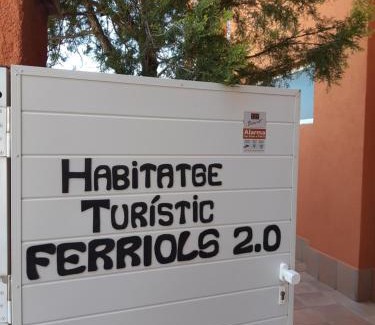 Alarma
Habitatge
Turístic
FERRIOLS 2.0